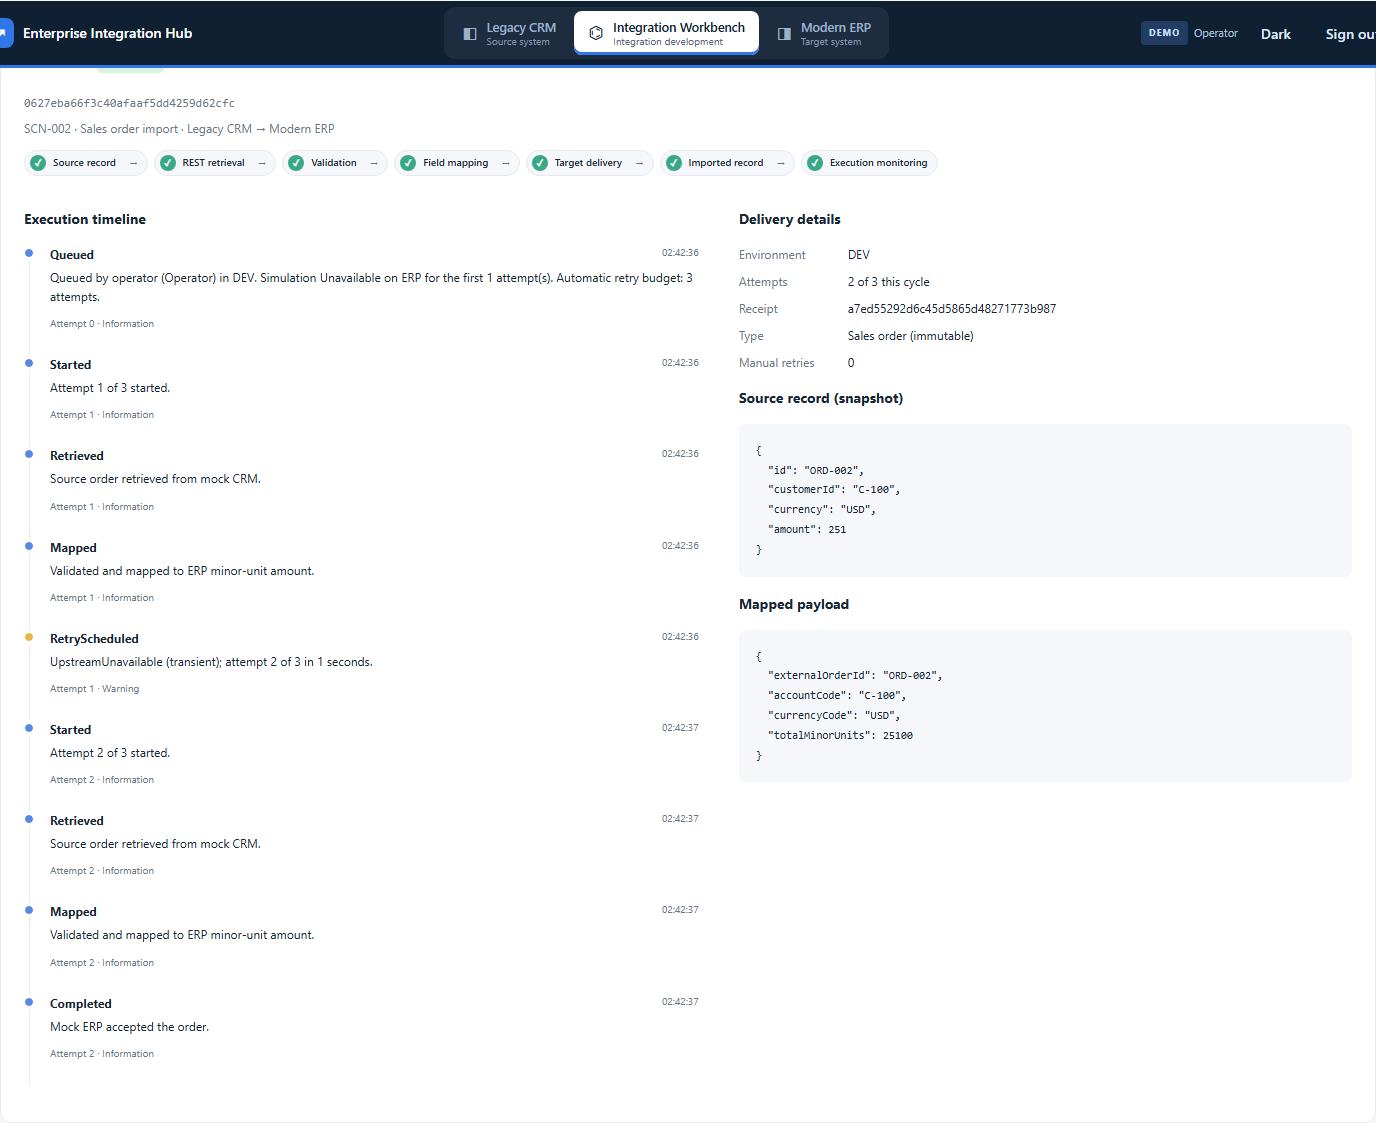 Enterprise Integration Hub
Legacy CRM
Source system
Integration Workbench
Integration development
Modern ERP
Target system
DEMO
Operator
Dark
Sign ou
0627eba66f3c40afaaf5dd4259d62cfc
SCN-002 · Sales order import · Legacy CRM → Modern ERP
Source record →
REST retrieval →
Validation →
Field mapping →
Target delivery →
Imported record →
Execution monitoring
Execution timeline
Queued 02:42:36
Queued by operator (Operator) in DEV. Simulation Unavailable on ERP for the first 1 attempt(s). Automatic retry budget: 3
attempts.
Attempt 0 · Information
Started 02:42:36
Attempt 1 of 3 started.
Attempt 1 · Information
Retrieved 02:42:36
Source order retrieved from mock CRM.
Attempt 1 · Information
Mapped 02:42:36
Validated and mapped to ERP minor-unit amount.
Attempt 1 · Information
RetryScheduled 02:42:36
UpstreamUnavailable (transient); attempt 2 of 3 in 1 seconds.
Attempt 1 · Warning
Started 02:42:37
Attempt 2 of 3 started.
Attempt 2 · Information
Retrieved 02:42:37
Source order retrieved from mock CRM.
Attempt 2 · Information
Mapped 02:42:37
Validated and mapped to ERP minor-unit amount.
Attempt 2 · Information
Completed 02:42:37
Mock ERP accepted the order.
Attempt 2 · Information
Delivery details
Environment DEV
Attempts 2 of 3 this cycle
Receipt a7ed55292d6c45d5865d48271773b987
Type Sales order (immutable)
Manual retries 0
Source record (snapshot)
{
"id": "ORD-002",
"customerId": "C-100",
"currency": "USD",
"amount": 251
}
Mapped payload
{
"externalOrderId": "ORD-002",
"accountCode": "C-100",
"currencyCode": "USD",
"totalMinorUnits": 25100
}